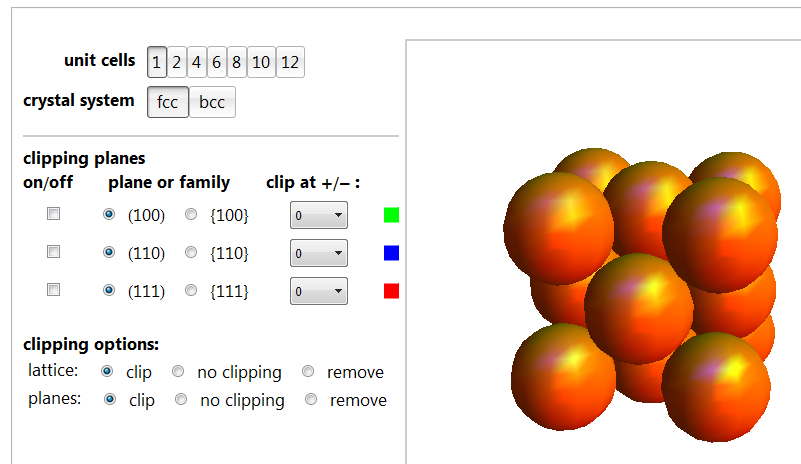 unit cells 1 2 4 6 8 10 12
crystal system fcc bcc
clipping planes
on/off plane or family clip at +/− :
(100) {100} 0
(110) {110} 0
(111) {111} 0
clipping options:
lattice: clip no clipping remove
planes: clip no clipping remove